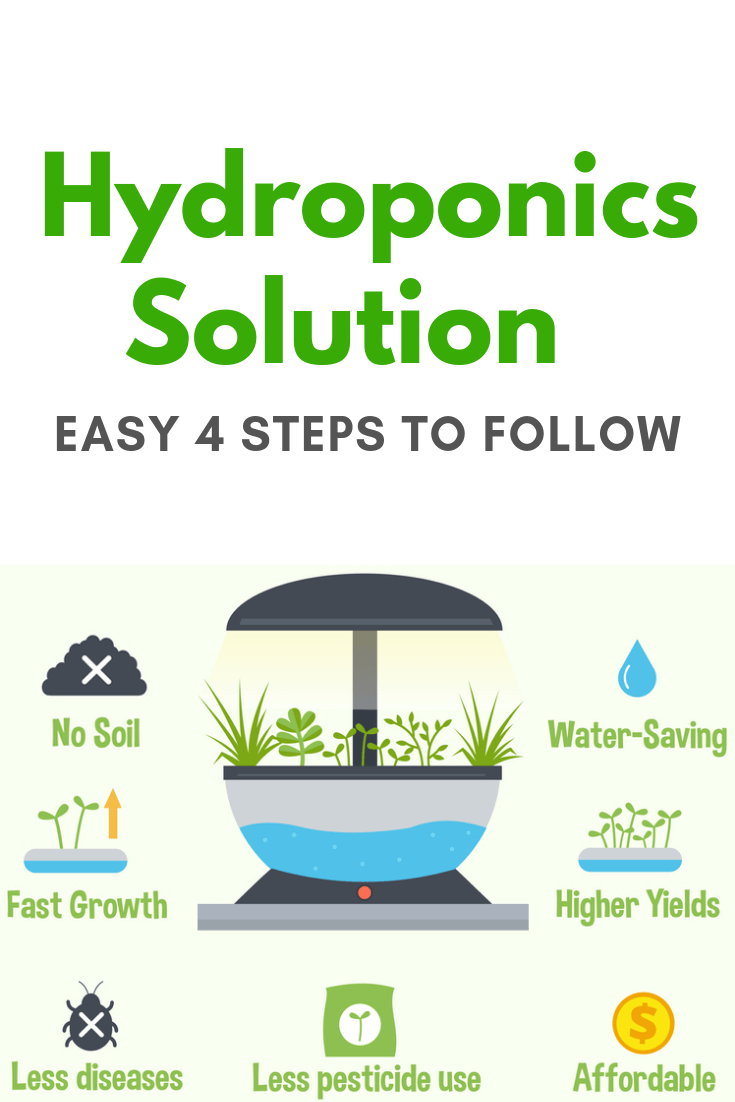 Hydroponics
Solution
EASY 4 STEPS TO FOLLOW
No Soil
Water-Saving
Fast Growth
Higher Yields
Less diseases
Less pesticide use
$
Affordable